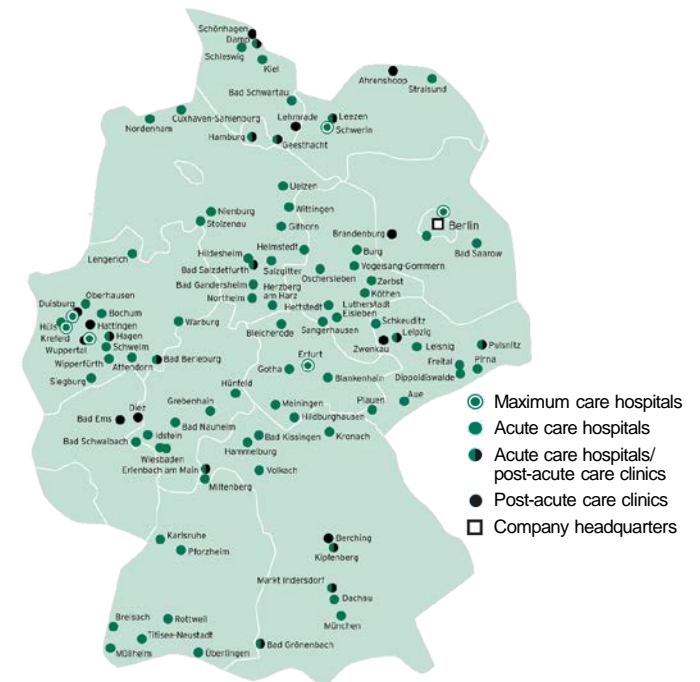 Schönhagen
Damp
Schleswig
Kiel
Ahrenshoop
Stralsund
Bad Schwartau
Cuxhaven-Sahlenburg
Nordenham
Lehmrade
Leezen
Schwerin
Hamburg
Geesthacht
Uelzen
Nienburg
Wittingen
Stolzenau
Gifhorn
Berlin
Brandenburg
Bad Saarow
Helmstedt
Burg
Lengerich
Hildesheim
Bad Salzdetfurth
Salzgitter
Vogelsang-Gommern
Oschersleben
Zerbst
Bad Gandersheim
Herzberg
am Harz
Köthen
Northeim
Oberhausen
Duisburg
Hettstedt
Lutherstadt
Eisleben
Bochum
Hüls
Hattingen
Krefeld
Hagen
Warburg
Bleicherode
Sangerhausen
Schkeuditz
Leipzig
Wuppertal
Schwelm
Zwenkau
Leisnig
Pulsnitz
Wipperfürth
Attendorn
Bad Berleburg
Erfurt
Freital
Pirna
Siegburg
Gotha
Blankenhain
Dippoldiswalde
Hünfeld
Grebenhain
Meiningen
Plauen
Aue
Hildburghausen
Diez
Bad Ems
Bad Nauheim
Idstein
Bad Schwalbach
Bad Kissingen
Kronach
Wiesbaden
Hammelburg
Erlenbach am Main
Volkach
Miltenberg
Karlsruhe
Pforzheim
Berching
Kipfenberg
Markt Indersdorf
Dachau
München
Breisach
Rottweil
Titisee-Neustadt
Müllheim
Überlingen
Bad Grönenbach
Maximum care hospitals
Acute care hospitals
Acute care hospitals/
post-acute care clinics
Post-acute care clinics
Company headquarters